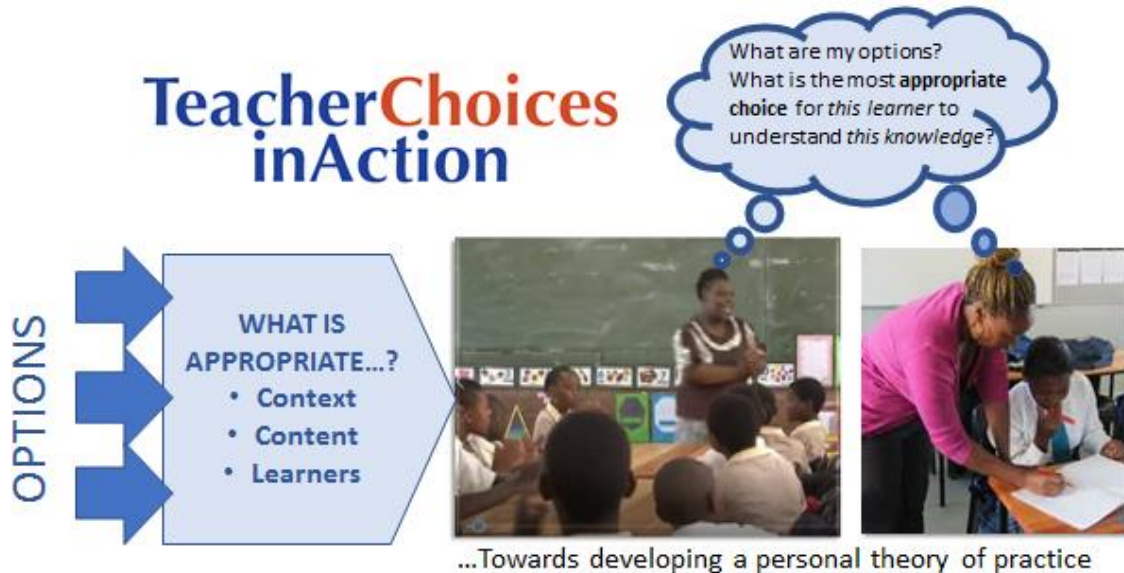 TeacherChoices
inAction
What are my options?
What is the most appropriate
choice for this learner to
understand this knowledge?
OPTIONS
WHAT IS
APPROPRIATE...?
• Context
• Content
• Learners
...Towards developing a personal theory of practice